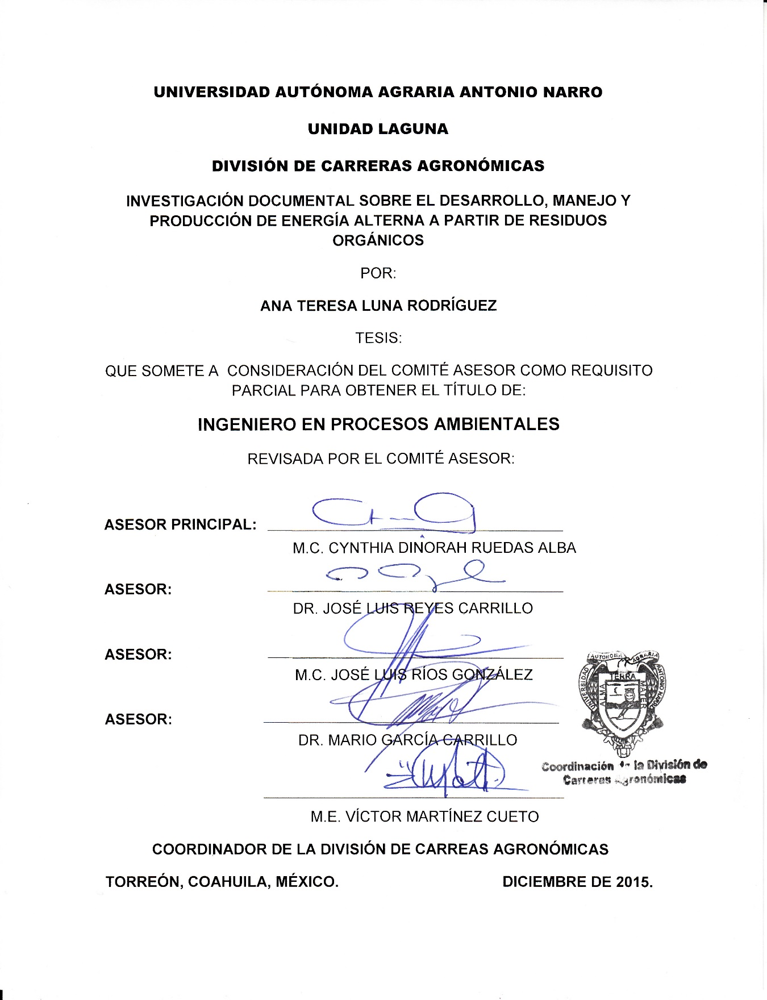 UNIVERSIDAD AUTÓNOMA AGRARIA ANTONIO NARRO
UNIDAD LAGUNA
DIVISIÓN DE CARRERAS AGRONÓMICAS
INVESTIGACIÓN DOCUMENTAL SOBRE EL DESARROLLO, MANEJO Y
PRODUCCIÓN DE ENERGÍA ALTERNA A PARTIR DE RESIDUOS
ORGÁNICOS
POR:
ANA TERESA LUNA RODRÍGUEZ
TESIS:
QUE SOMETE A CONSIDERACIÓN DEL COMITÉ ASESOR COMO REQUISITO
PARCIAL PARA OBTENER EL TÍTULO DE:
INGENIERO EN PROCESOS AMBIENTALES
REVISADA POR EL COMITÉ ASESOR:
ASESOR PRINCIPAL:
M.C. CYNTHIA DINORAH RUEDAS ALBA
ASESOR:
DR. JOSÉ LUIS REYES CARRILLO
ASESOR:
M.C. JOSÉ LUIS RÍOS GONZÁLEZ
ASESOR:
DR. MARIO GARCÍA CARRILLO
UNIVERSIDAD AUTONOMA AGRARIA ANTONIO NARRO
ALMA TERRA MATER
Coordinación la División de
Carreras Agronómicas
M.E. VÍCTOR MARTÍNEZ CUETO
COORDINADOR DE LA DIVISIÓN DE CARREAS AGRONÓMICAS
TORREÓN, COAHUILA, MÉXICO. DICIEMBRE DE 2015.